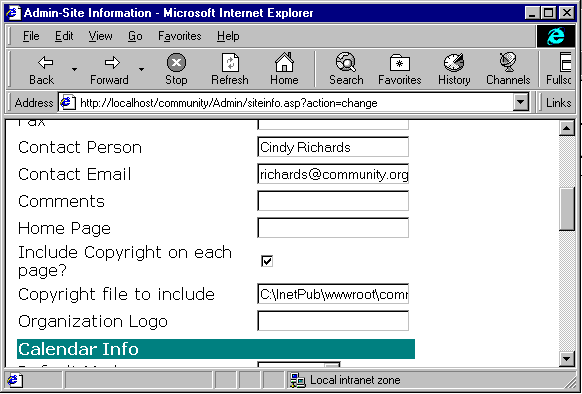 Admin-Site Information - Microsoft Internet Explorer
File Edit View Go Favorites Help
Back Forward Stop Refresh Home Search Favorites History Channels Fullsc
Address http://localhost/community/Admin/siteinfo.asp?action=change Links
Fax
Contact Person Cindy Richards
Contact Email richards@community.org
Comments
Home Page
Include Copyright on each
page?
Copyright file to include C:\InetPub\wwwroot\comm
Organization Logo
Calendar Info
Local intranet zone